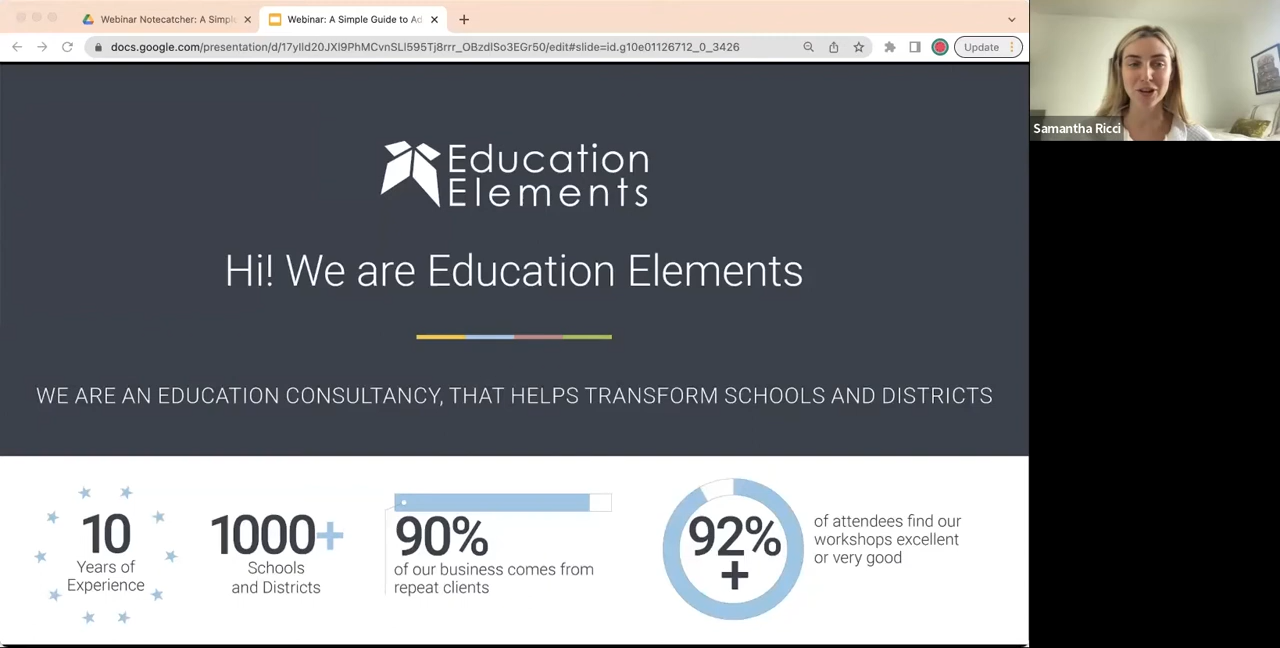 Webinar Notecatcher: A Simpl
Webinar: A Simple Guide to Ad
docs.google.com/presentation/d/17yIld20JXl9PhMCvnSLl595Tj8rrr_OBzdlSo3EGr50/edit#slide=id.g10e01126712_0_3426
Update
Samantha Ricci
Education
Elements
Hi! We are Education Elements
WE ARE AN EDUCATION CONSULTANCY, THAT HELPS TRANSFORM SCHOOLS AND DISTRICTS
10
Years of
Experience
1000+
Schools
and Districts
90%
of our business comes from
repeat clients
92%
+
of attendees find our
workshops excellent
or very good